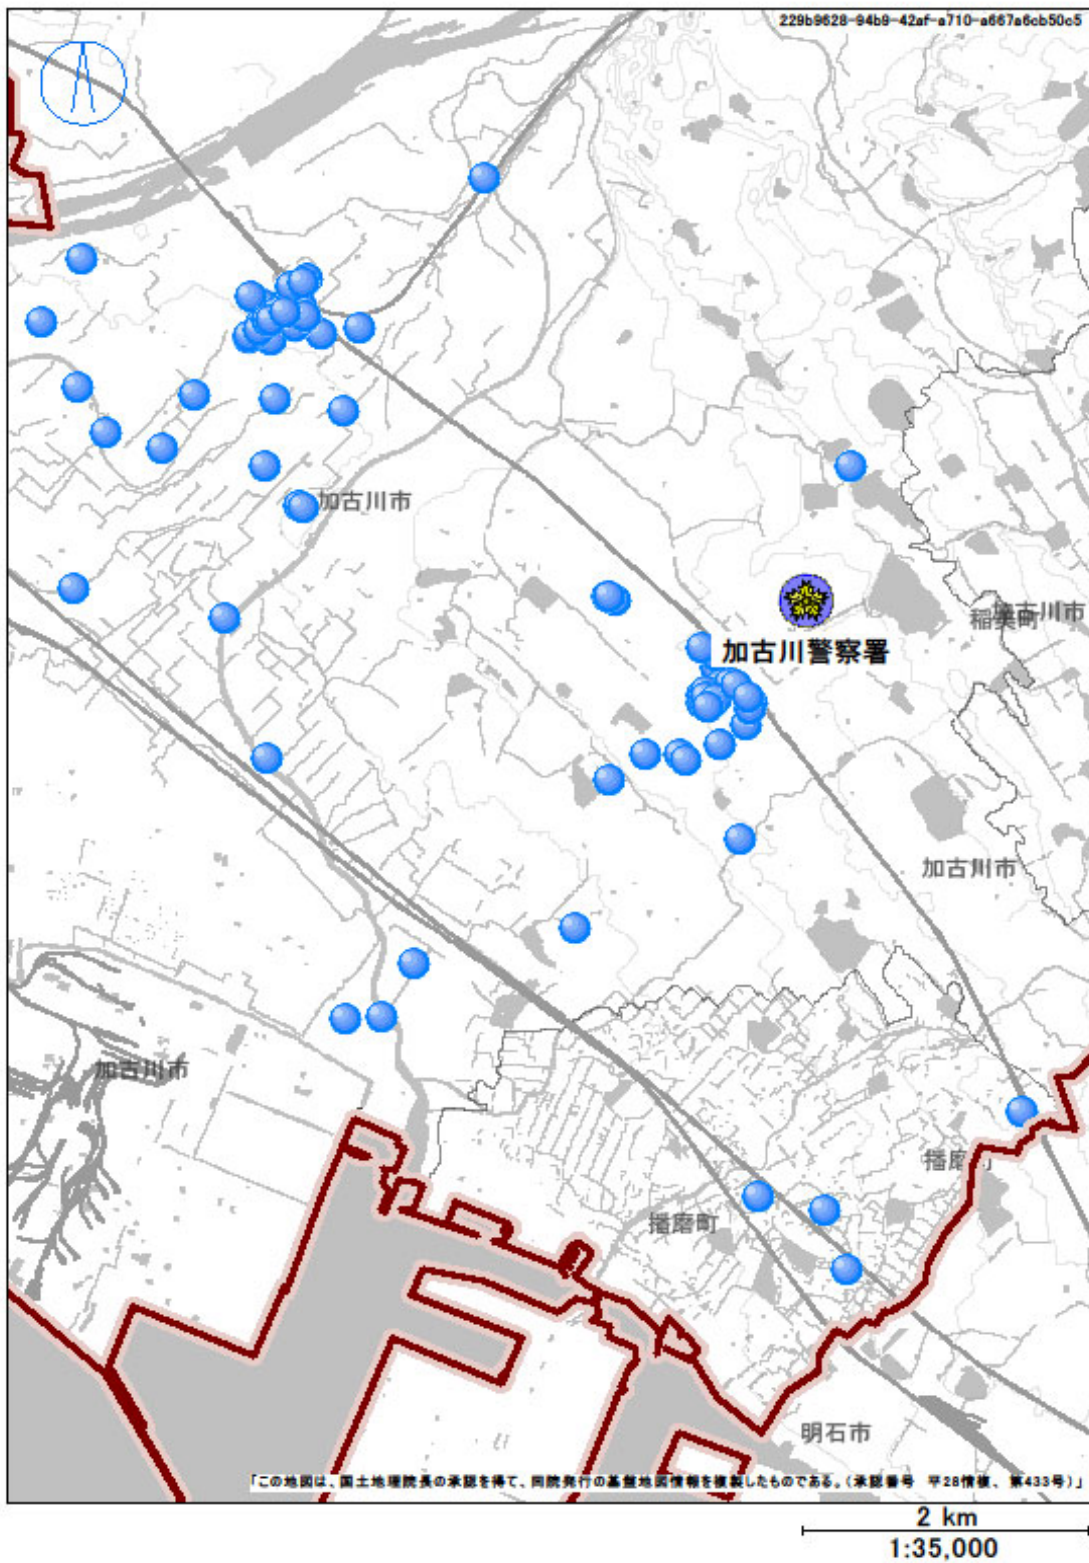 229b9628-94b9-42af-a710-a667a6cb50c5
加古川市
稲美町
加古川市
加古川警察署
加古川市
加古川市
播磨町
播磨町
明石市
「この地図は、国土地理院長の承認を得て、同院発行の基盤地図情報を複製したものである。(承認番号　平28情複、第433号)」
2 km
1:35,000